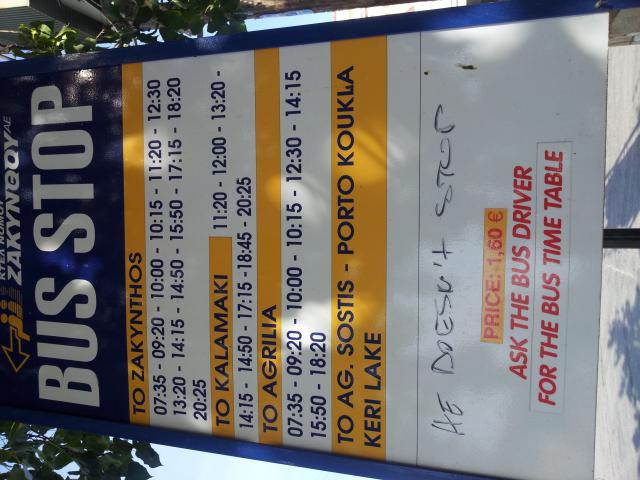 ΚΤΕΛ ΝΟΜΟΥ
ΖΑΚΥΝΘΟΥ ΑΕ
BUS STOP
TO ZAKYNTHOS
07:35 - 09:20 - 10:00 - 10:15 - 11:20 - 12:30
13:20 - 14:15 - 14:50 - 15:50 - 17:15 - 18:20
20:25
TO KALAMAKI 11:20 - 12:00 - 13:20 -
14:15 - 14:50 - 17:15 - 18:45 - 20:25
TO AGRILIA
07:35 - 09:20 - 10:00 - 10:15 - 12:30 - 14:15
15:50 - 18:20
TO AG. SOSTIS - PORTO KOUKLA
KERI LAKE
HE DOESN'T STOP
PRICE: 1,60 €
ASK THE BUS DRIVER
FOR THE BUS TIME TABLE